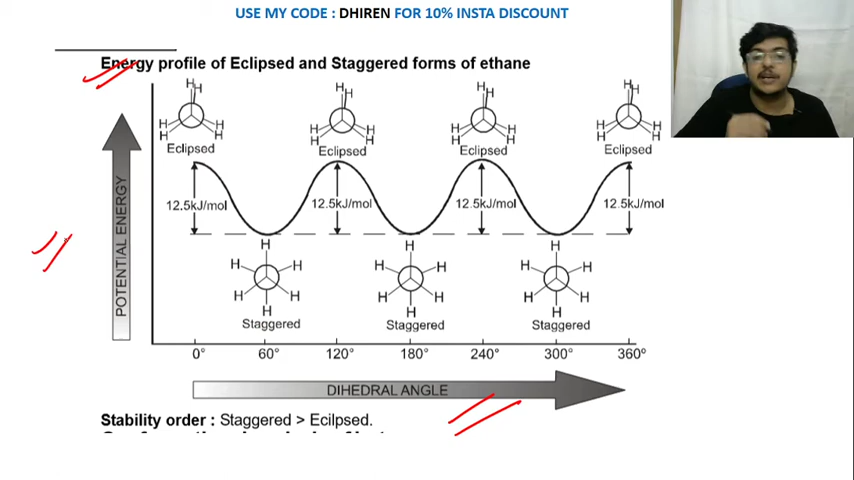 USE MY CODE : DHIREN FOR 10% INSTA DISCOUNT
Energy profile of Eclipsed and Staggered forms of ethane
H H H H
H H H H
H H H H H H H H
H H H H H H H H
Eclipsed Eclipsed Eclipsed Eclipsed
12.5kJ/mol 12.5kJ/mol 12.5kJ/mol 12.5kJ/mol
POTENTIAL ENERGY
H H H
H H H H H H
H H H H H H
H H H
Staggered Staggered Staggered
0° 60° 120° 180° 240° 300° 360°
DIHEDRAL ANGLE
Stability order : Staggered > Ecilpsed.